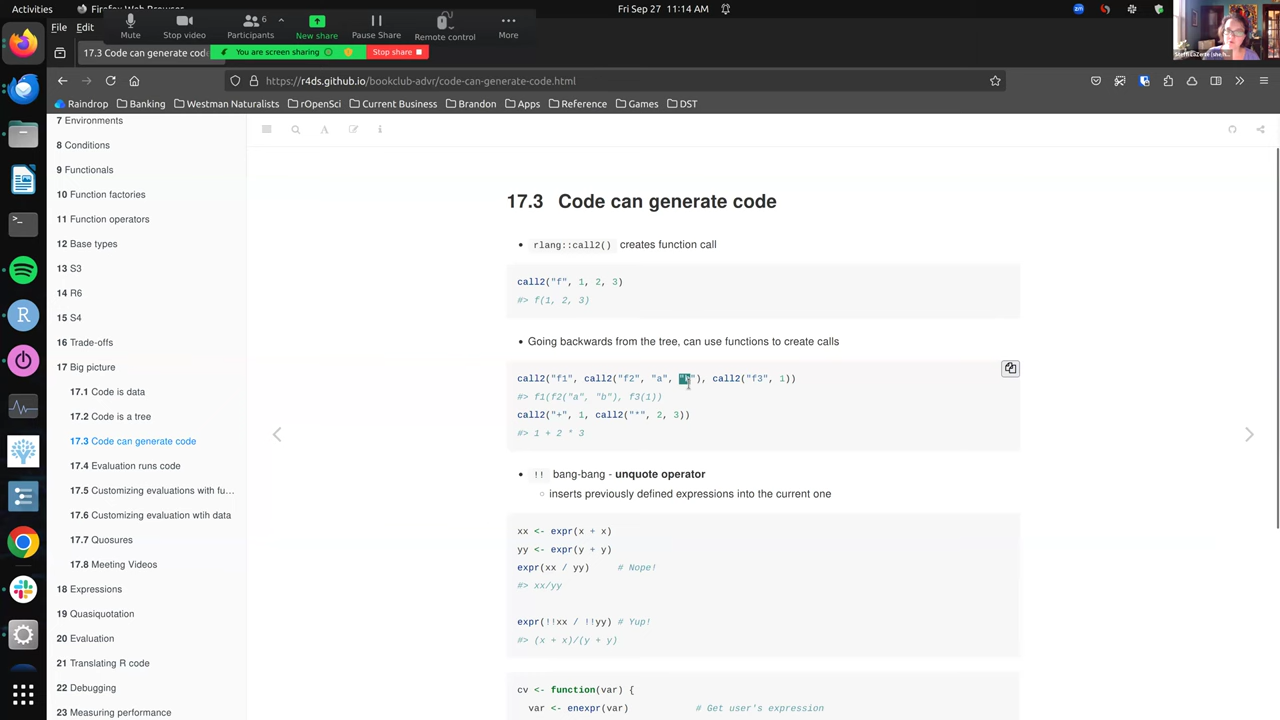 Activities
Firefox Web Browser
Fri Sep 27 11:14 AM
File Edit
Mute
Stop video
6
Participants
New share
Pause Share
Remote control
More
You are screen sharing
Stop share
17.3 Code can generate cod
https://r4ds.github.io/bookclub-advr/code-can-generate-code.html
Raindrop
Banking
Westman Naturalists
rOpenSci
Current Business
Brandon
Apps
Reference
Games
DST
7 Environments
8 Conditions
9 Functionals
10 Function factories
11 Function operators
12 Base types
13 S3
14 R6
15 S4
16 Trade-offs
17 Big picture
17.1 Code is data
17.2 Code is a tree
17.3 Code can generate code
17.4 Evaluation runs code
17.5 Customizing evaluations with fu…
17.6 Customizing evaluation wtih data
17.7 Quosures
17.8 Meeting Videos
18 Expressions
19 Quasiquotation
20 Evaluation
21 Translating R code
22 Debugging
23 Measuring performance
17.3 Code can generate code
rlang::call2() creates function call
call2("f", 1, 2, 3)
#> f(1, 2, 3)
Going backwards from the tree, can use functions to create calls
call2("f1", call2("f2", "a", "b"), call2("f3", 1))
#> f1(f2("a", "b"), f3(1))
call2("+", 1, call2("*", 2, 3))
#> 1 + 2 * 3
!! bang-bang - unquote operator
inserts previously defined expressions into the current one
xx <- expr(x + x)
yy <- expr(y + y)
expr(xx / yy) # Nope!
#> xx/yy
expr(!!xx / !!yy) # Yup!
#> (x + x)/(y + y)
cv <- function(var) {
var <- enexpr(var) # Get user's expression